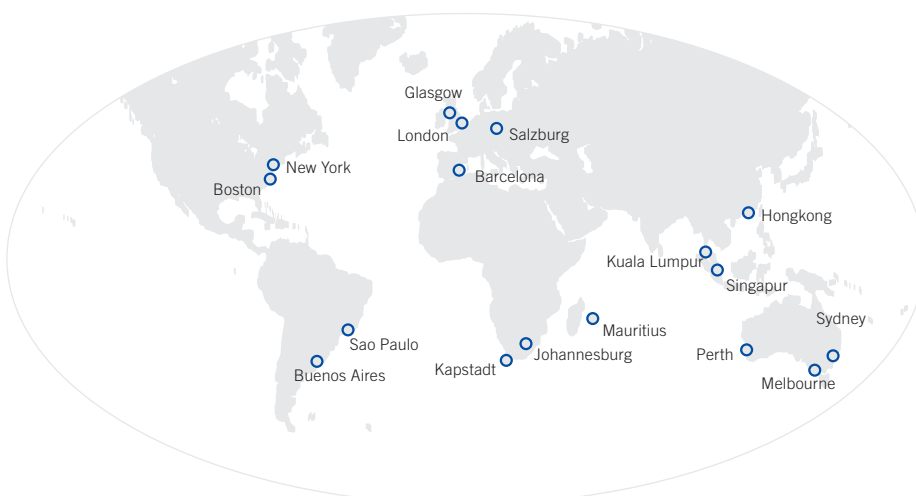 Glasgow
London
Salzburg
New York
Barcelona
Boston
Hongkong
Kuala Lumpur
Singapur
Sydney
Mauritius
Sao Paulo
Johannesburg
Perth
Kapstadt
Buenos Aires
Melbourne